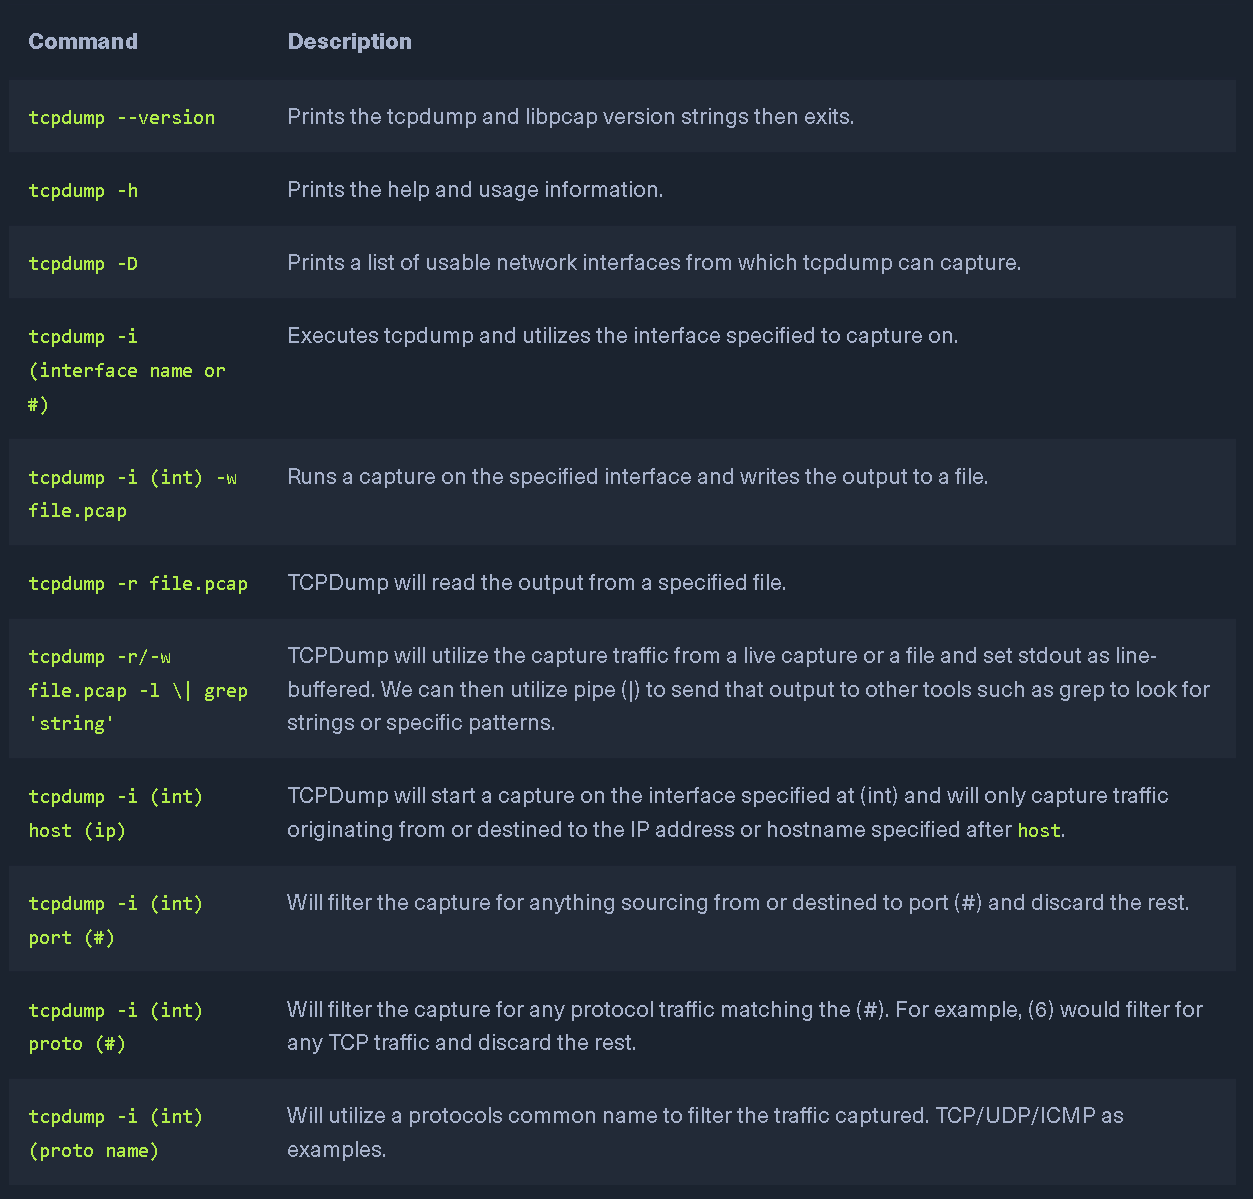 Command Description
tcpdump --version Prints the tcpdump and libpcap version strings then exits.
tcpdump -h Prints the help and usage information.
tcpdump -D Prints a list of usable network interfaces from which tcpdump can capture.
tcpdump -i Executes tcpdump and utilizes the interface specified to capture on.
(interface name or
#)
tcpdump -i (int) -w Runs a capture on the specified interface and writes the output to a file.
file.pcap
tcpdump -r file.pcap TCPDump will read the output from a specified file.
tcpdump -r/-w TCPDump will utilize the capture traffic from a live capture or a file and set stdout as line-
file.pcap -l \| grep buffered. We can then utilize pipe (|) to send that output to other tools such as grep to look for
'string' strings or specific patterns.
tcpdump -i (int) TCPDump will start a capture on the interface specified at (int) and will only capture traffic
host (ip) originating from or destined to the IP address or hostname specified after host.
tcpdump -i (int) Will filter the capture for anything sourcing from or destined to port (#) and discard the rest.
port (#)
tcpdump -i (int) Will filter the capture for any protocol traffic matching the (#). For example, (6) would filter for
proto (#) any TCP traffic and discard the rest.
tcpdump -i (int) Will utilize a protocols common name to filter the traffic captured. TCP/UDP/ICMP as
(proto name) examples.